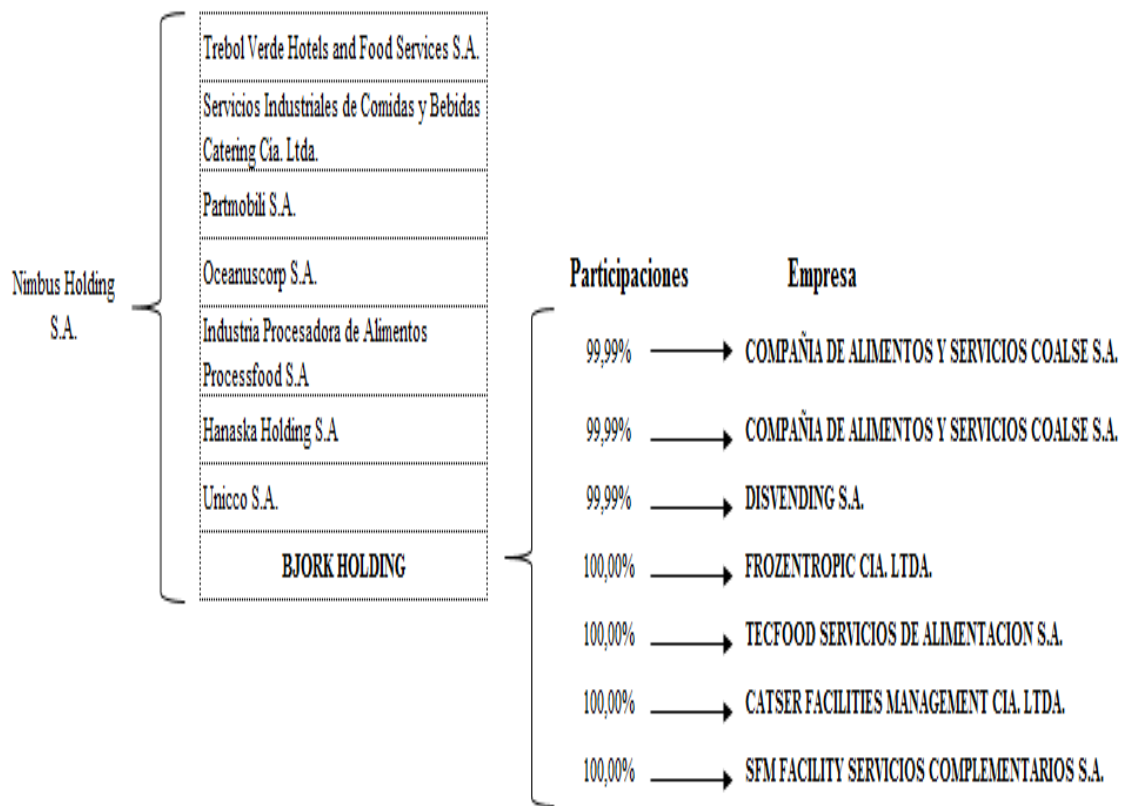 Nimbus Holding
S.A.
Trebol Verde Hotels and Food Services S.A.
Servicios Industriales de Comidas y Bebidas
Catering Cia. Ltda.
Partmobili S.A.
Oceanuscorp S.A.
Industria Procesadora de Alimentos
Processfood S.A
Hanaska Holding S.A
Unicco S.A.
BJORK HOLDING
Participaciones Empresa
99,99% COMPAÑIA DE ALIMENTOS Y SERVICIOS COALSE S.A.
99,99% COMPAÑIA DE ALIMENTOS Y SERVICIOS COALSE S.A.
99,99% DISVENDING S.A.
100,00% FROZENTROPIC CIA. LTDA.
100,00% TECFOOD SERVICIOS DE ALIMENTACION S.A.
100,00% CATSER FACILITIES MANAGEMENT CIA. LTDA.
100,00% SFM FACILITY SERVICIOS COMPLEMENTARIOS S.A.